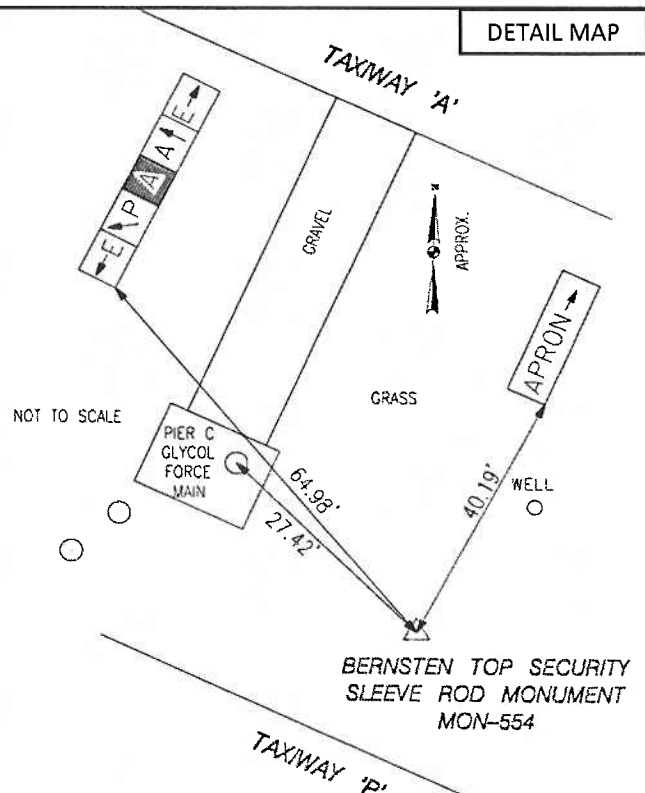 DETAIL MAP
TAXIWAY 'A'
←E ↖P A A↑ E→
GRAVEL
APPROX.
APRON→
NOT TO SCALE
GRASS
PIER C
GLYCOL
FORCE
MAIN
64.98'
27.42'
40.19'
WELL
BERNSTEN TOP SECURITY
SLEEVE ROD MONUMENT
MON-554
TAXIWAY 'P'